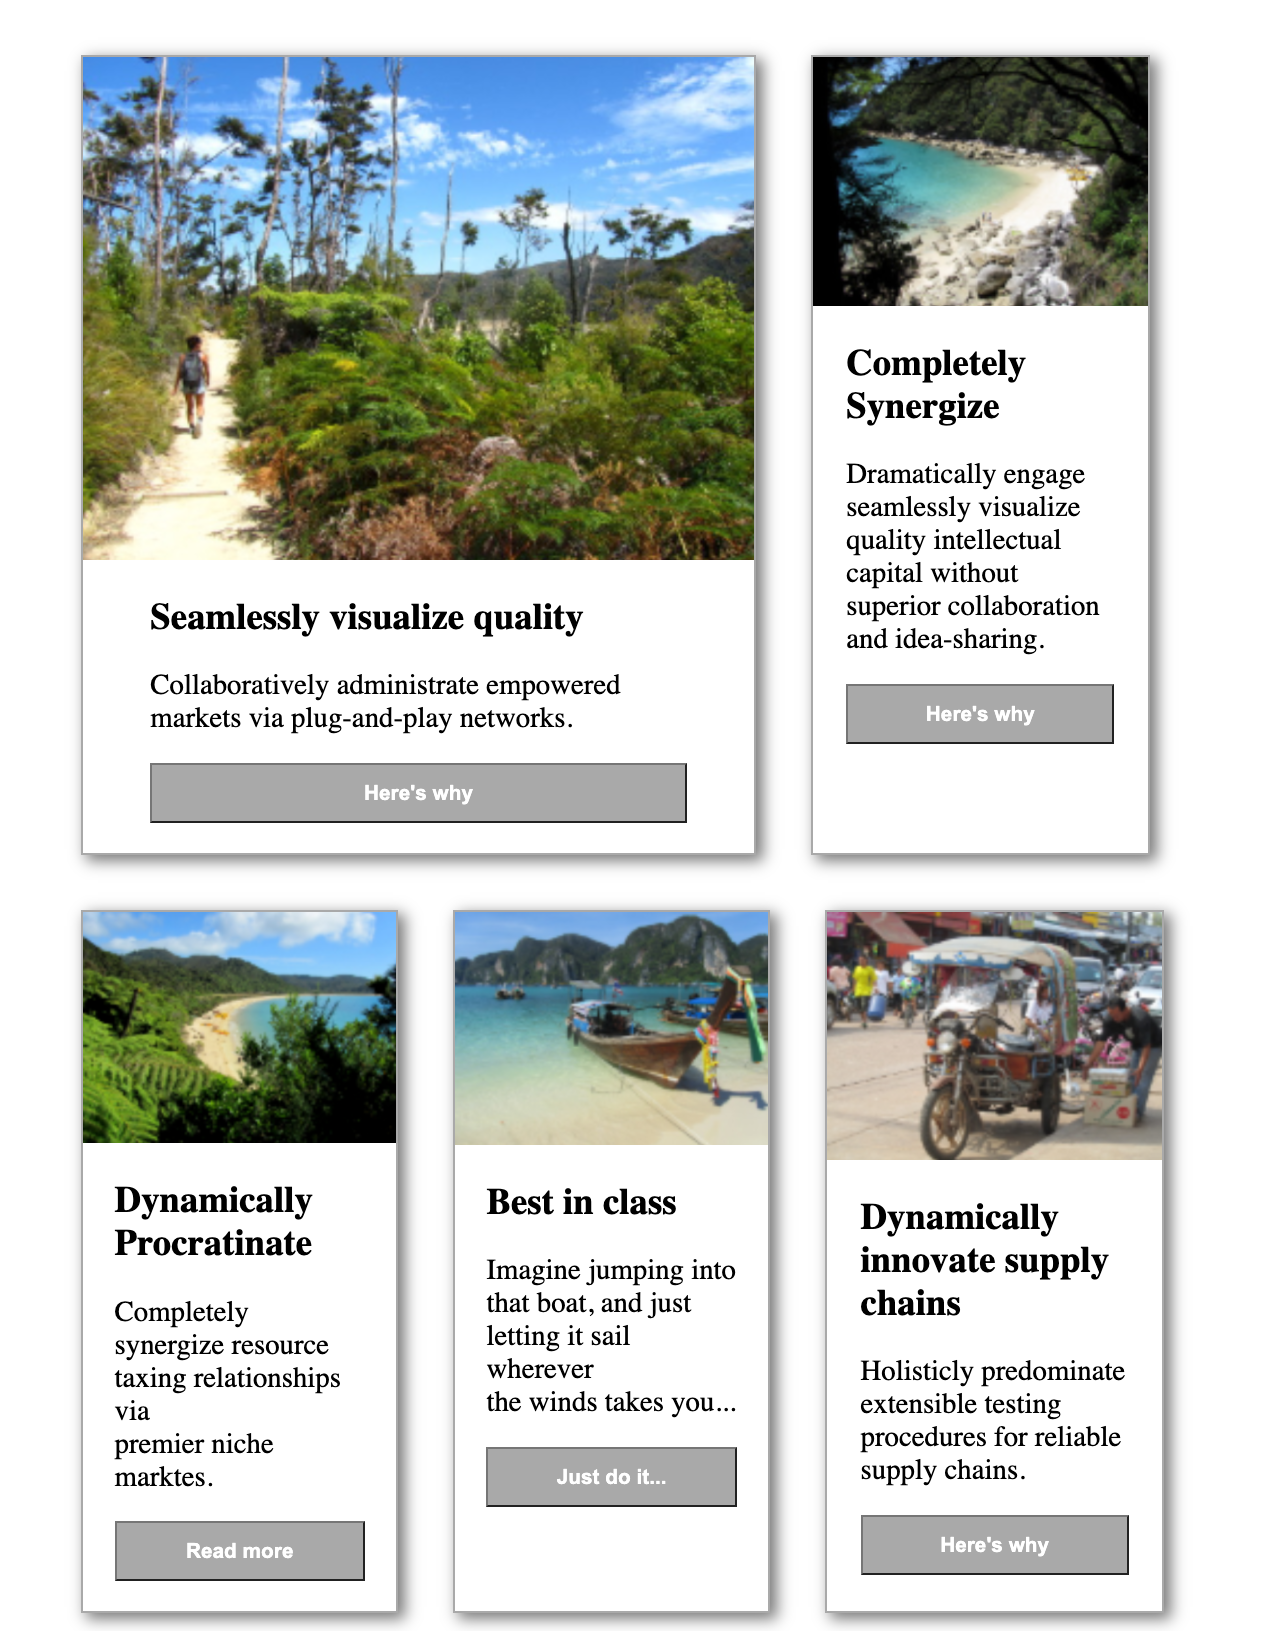 Seamlessly visualize quality
Collaboratively administrate empowered
markets via plug-and-play networks.
Here's why
Completely
Synergize
Dramatically engage
seamlessly visualize
quality intellectual
capital without
superior collaboration
and idea-sharing.
Here's why
Dynamically
Procratinate
Completely
synergize resource
taxing relationships
via
premier niche
marktes.
Read more
Best in class
Imagine jumping into
that boat, and just
letting it sail
wherever
the winds takes you...
Just do it...
Dynamically
innovate supply
chains
Holisticly predominate
extensible testing
procedures for reliable
supply chains.
Here's why